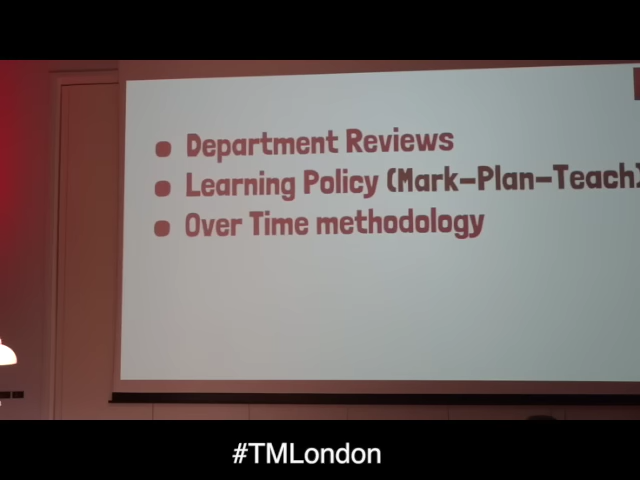 Department Reviews
Learning Policy (Mark-Plan-Teach)
Over Time methodology
#TMLondon